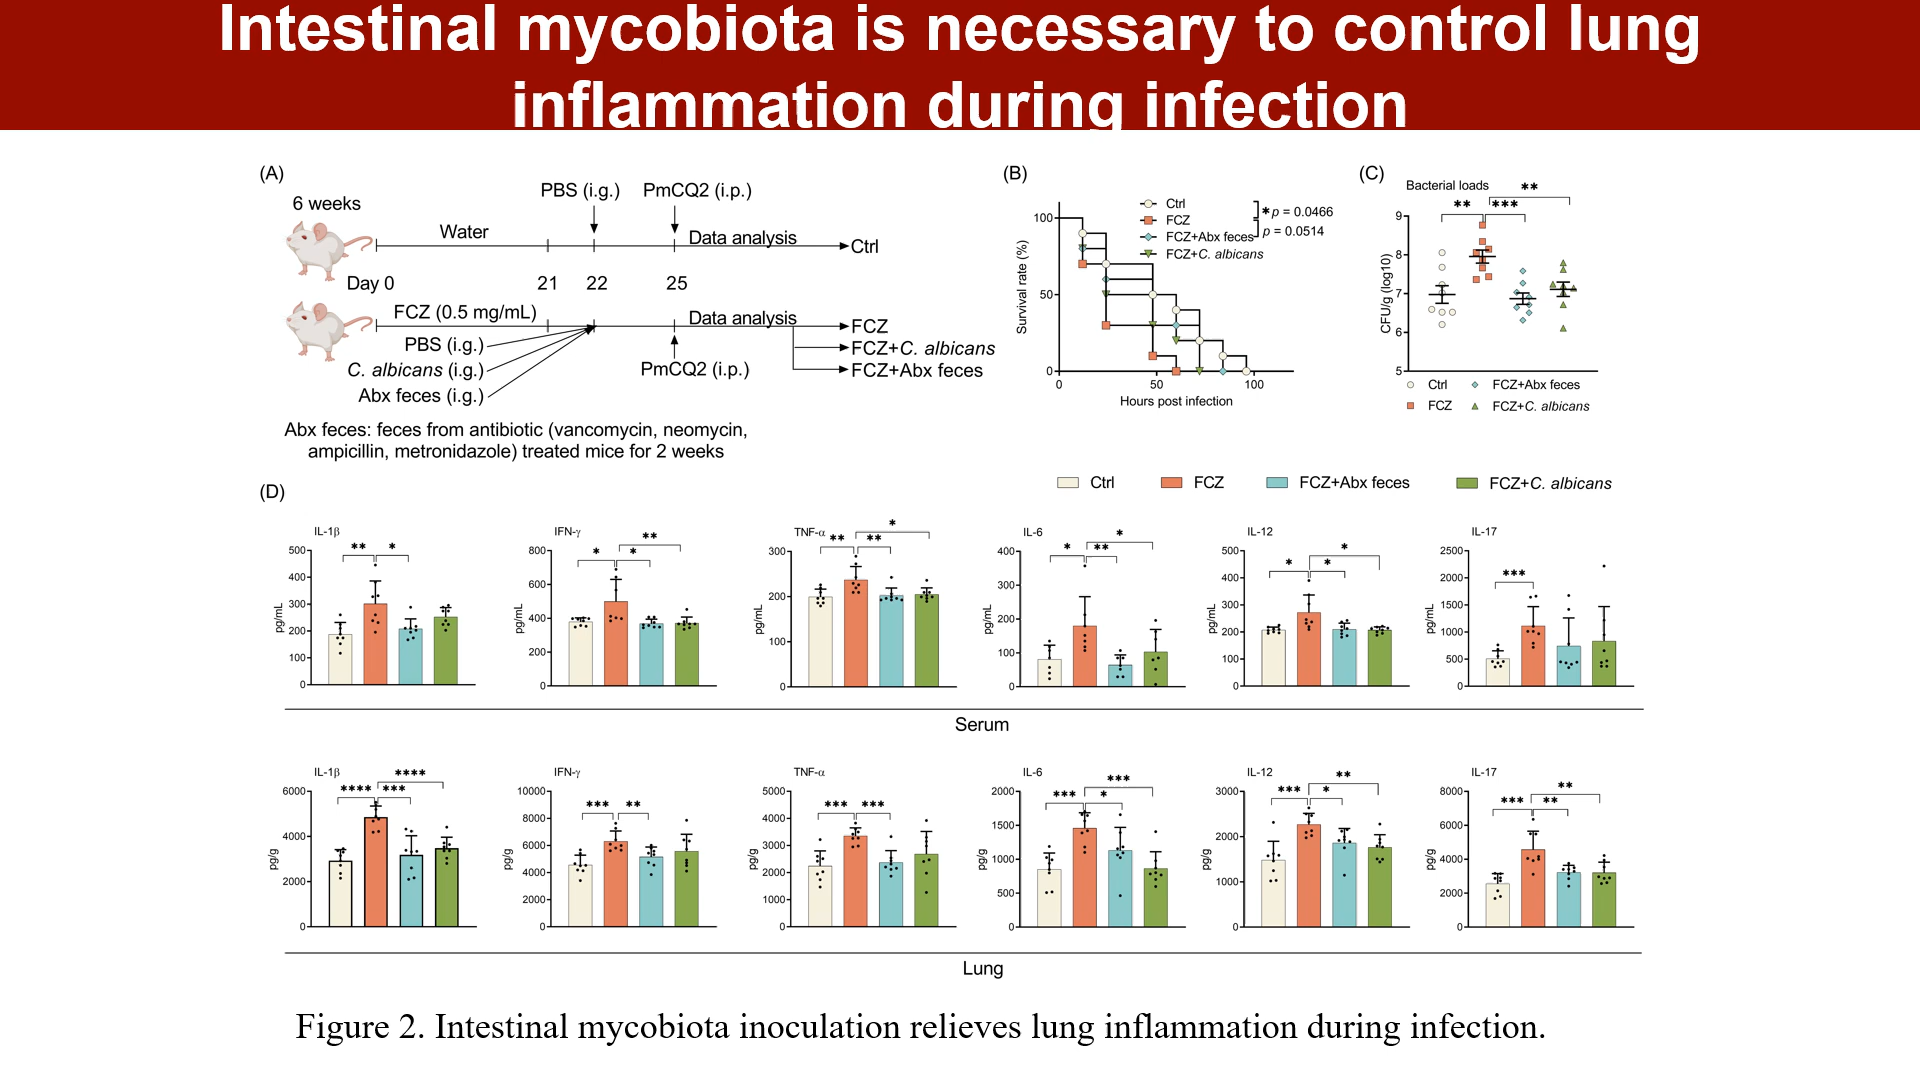 Intestinal mycobiota is necessary to control lung
inflammation during infection
(A)
6 weeks
PBS (i.g.)
PmCQ2 (i.p.)
Water
Data analysis
Ctrl
Day 0
21
22
25
FCZ (0.5 mg/mL)
Data analysis
FCZ
PBS (i.g.)
FCZ+C. albicans
C. albicans (i.g.)
PmCQ2 (i.p.)
FCZ+Abx feces
Abx feces (i.g.)
Abx feces: feces from antibiotic (vancomycin, neomycin,
ampicillin, metronidazole) treated mice for 2 weeks
(B)
Ctrl
FCZ
FCZ+Abx feces
FCZ+C. albicans
* p = 0.0466
p = 0.0514
Survival rate (%)
100
50
0
0 50 100
Hours post infection
(C)
Bacterial loads
** *** **
CFU/g (log10)
9
8
7
6
5
Ctrl FCZ+Abx feces
FCZ FCZ+C. albicans
(D)
Ctrl FCZ FCZ+Abx feces FCZ+C. albicans
IL-1β
** *
pg/mL
500
400
300
200
100
0
IFN-γ
* * **
pg/mL
800
600
400
200
0
TNF-α
** ** *
pg/mL
300
200
100
0
IL-6
* ** *
pg/mL
400
300
200
100
0
IL-12
* * *
pg/mL
500
400
300
200
100
0
IL-17
***
pg/mL
2500
2000
1500
1000
500
0
Serum
IL-1β
**** *** ****
pg/g
6000
4000
2000
0
IFN-γ
*** **
pg/g
10000
8000
6000
4000
2000
0
TNF-α
*** ***
pg/g
5000
4000
3000
2000
1000
0
IL-6
*** * ***
pg/g
2000
1500
1000
500
0
IL-12
*** * **
pg/g
3000
2000
1000
0
IL-17
*** ** **
pg/g
8000
6000
4000
2000
0
Lung
Figure 2. Intestinal mycobiota inoculation relieves lung inflammation during infection.